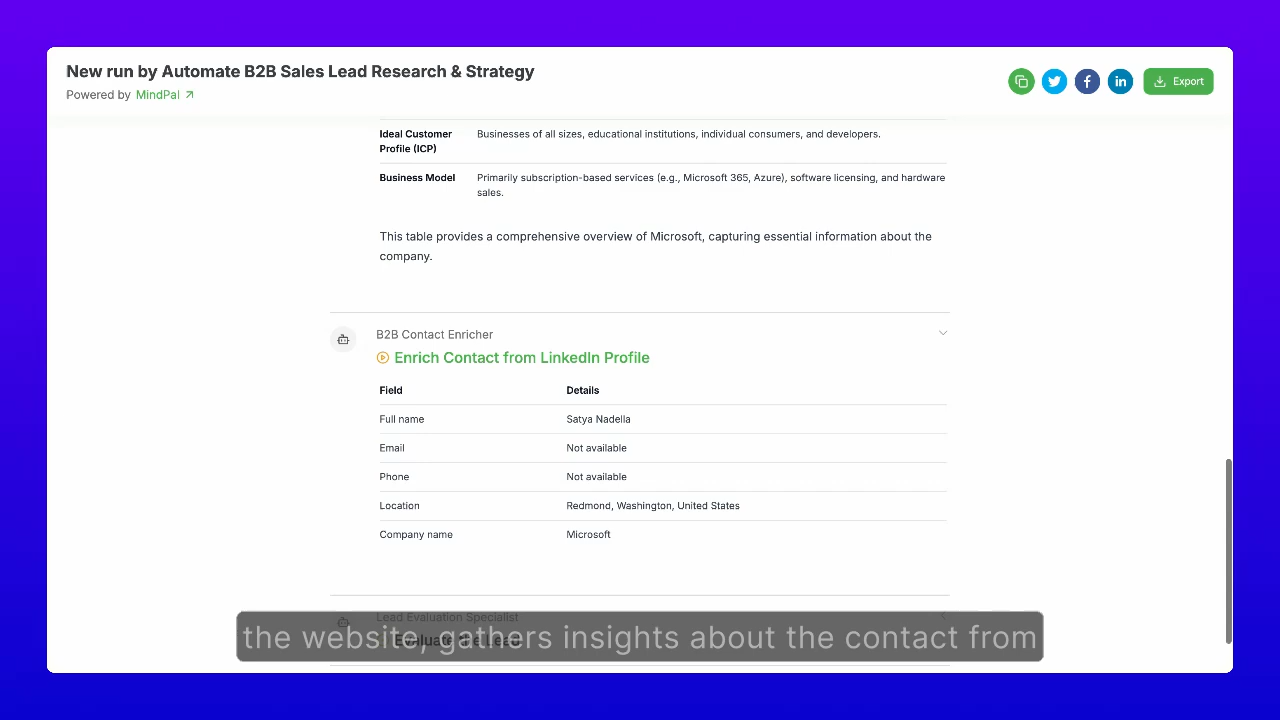 New run by Automate B2B Sales Lead Research & Strategy
Powered by MindPal
Export
Ideal Customer Profile (ICP)
Businesses of all sizes, educational institutions, individual consumers, and developers.
Business Model
Primarily subscription-based services (e.g., Microsoft 365, Azure), software licensing, and hardware
sales.
This table provides a comprehensive overview of Microsoft, capturing essential information about the
company.
B2B Contact Enricher
Enrich Contact from LinkedIn Profile
Field Details
Full name Satya Nadella
Email Not available
Phone Not available
Location Redmond, Washington, United States
Company name Microsoft
Lead Evaluation Specialist
Evaluate the Lead
the website, gathers insights about the contact from